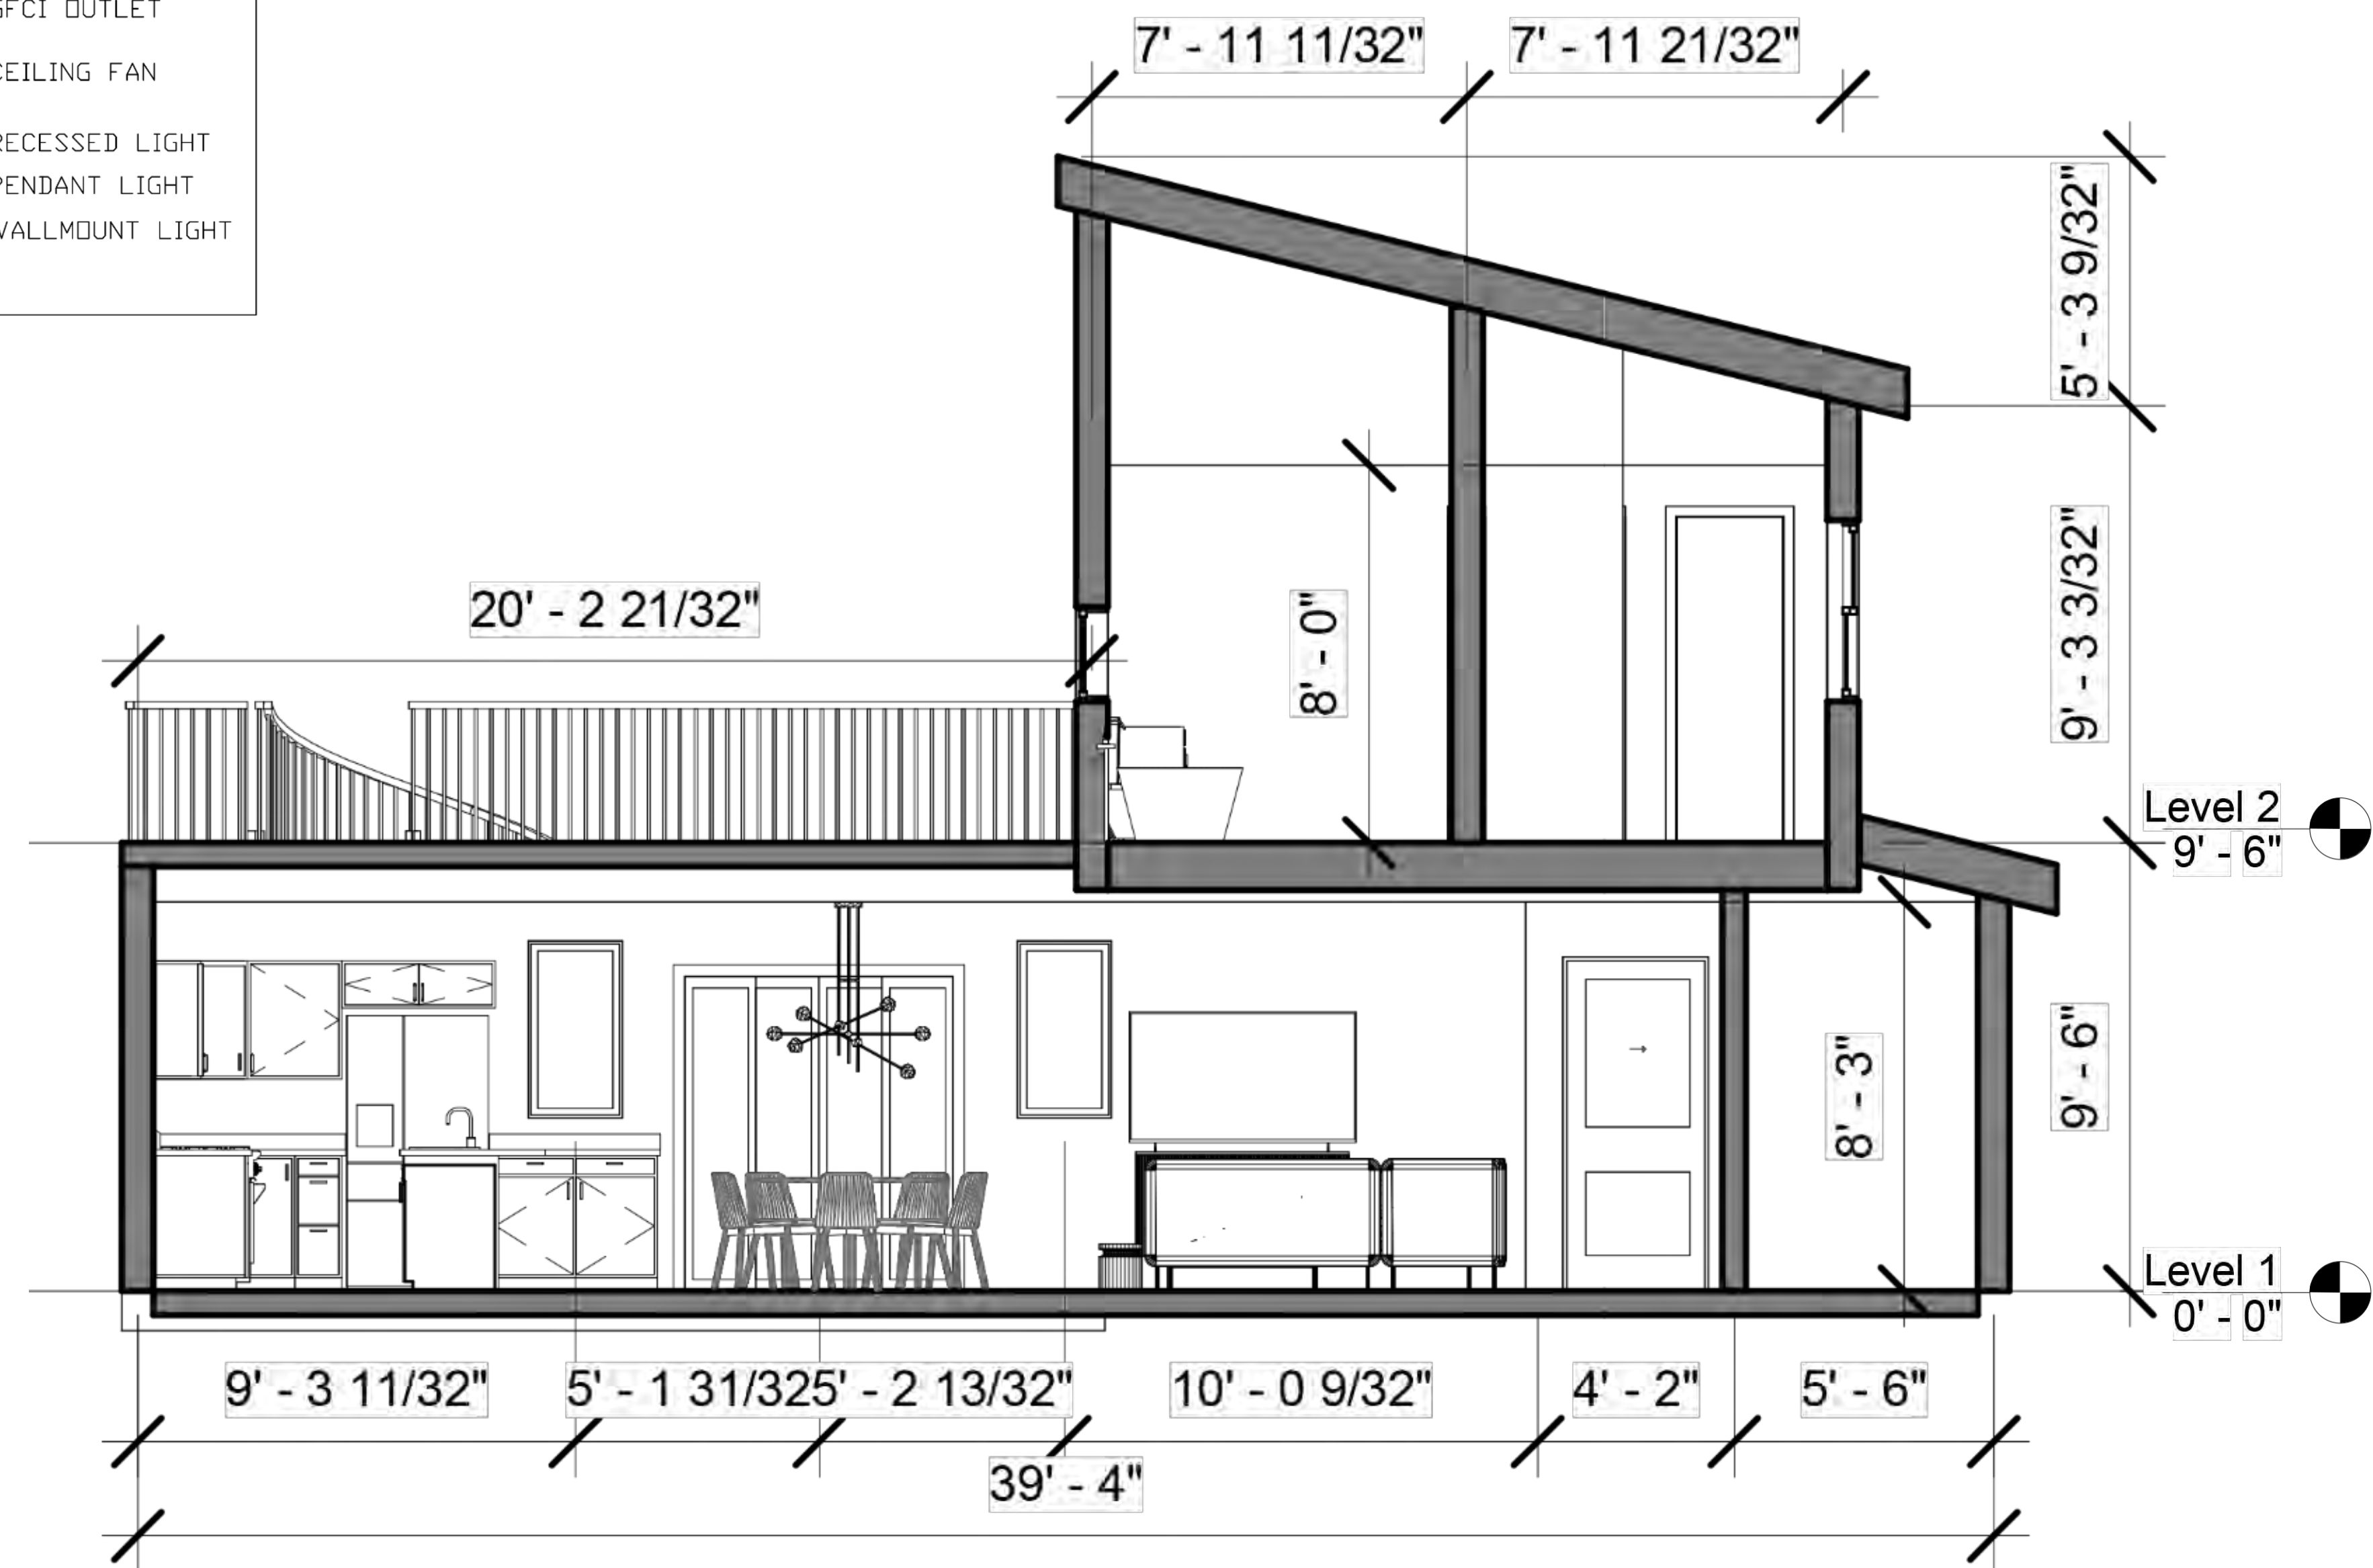 GFCI OUTLET
CEILING FAN
RECESSED LIGHT
PENDANT LIGHT
WALLMOUNT LIGHT
7' - 11 11/32"
7' - 11 21/32"
5' - 3 9/32"
20' - 2 21/32"
8' - 0"
9' - 3 3/32"
Level 2
9' - 6"
8' - 3"
9' - 6"
Level 1
0' - 0"
9' - 3 11/32"
5' - 1 31/32
5' - 2 13/32"
10' - 0 9/32"
4' - 2"
5' - 6"
39' - 4"